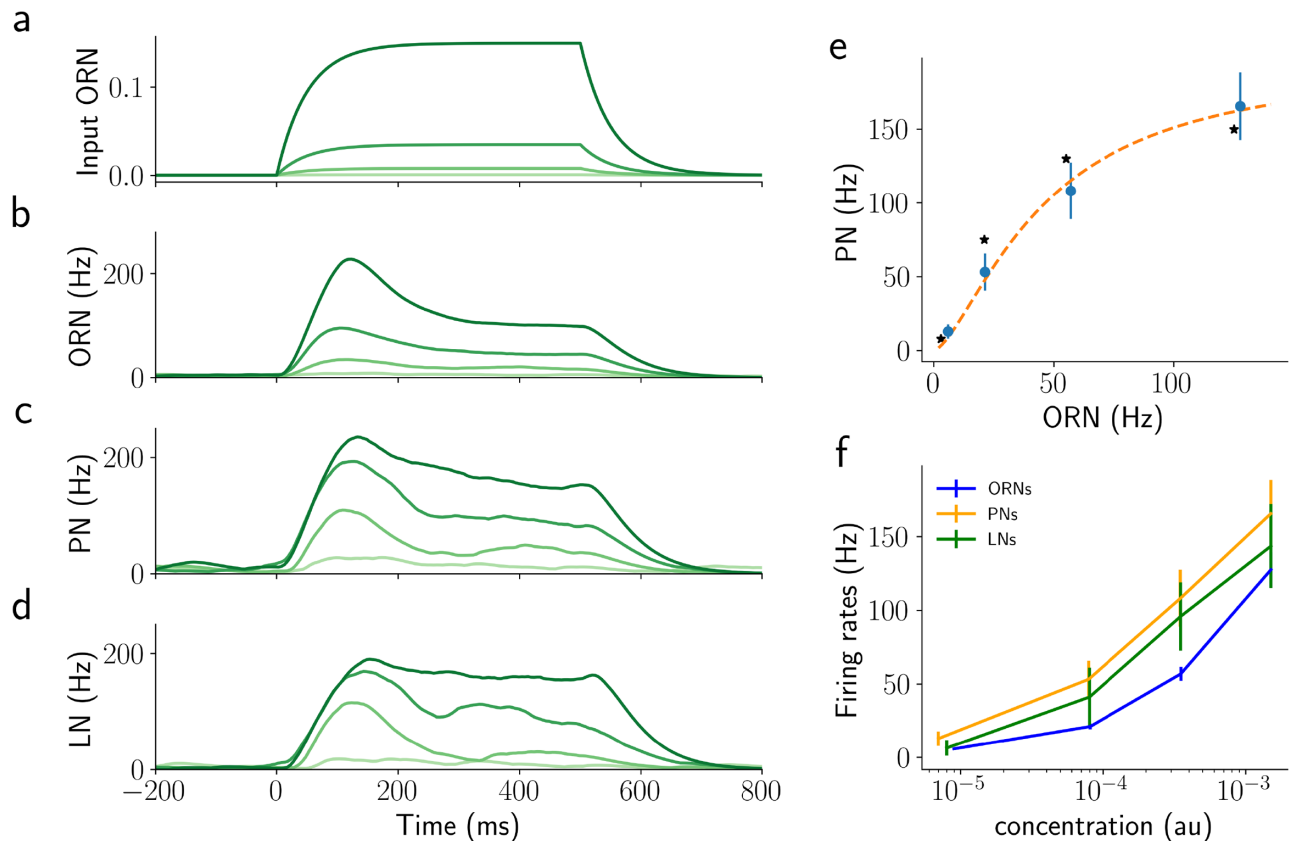 a
Input ORN
0.1
0.0
b
ORN (Hz)
200
0
c
PN (Hz)
200
0
d
LN (Hz)
200
0
−200
0
200
400
600
800
Time (ms)
e
PN (Hz)
150
100
50
0
0
50
100
ORN (Hz)
f
Firing rates (Hz)
150
100
50
0
ORNs
PNs
LNs
10⁻⁵
10⁻⁴
10⁻³
concentration (au)